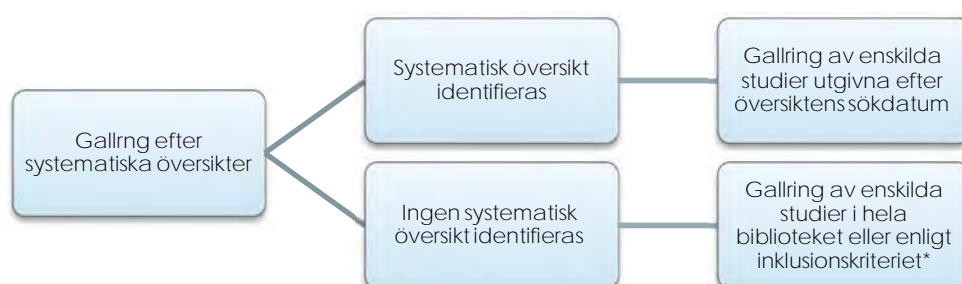 Gallrng efter
systematiska översikter
Systematisk översikt
identifieras
Gallring av enskilda
studier utgivna efter
översiktens sökdatum
Ingen systematisk
översikt identifieras
Gallring av enskilda
studier i hela
biblioteket eller enligt
inklusionskriteriet*